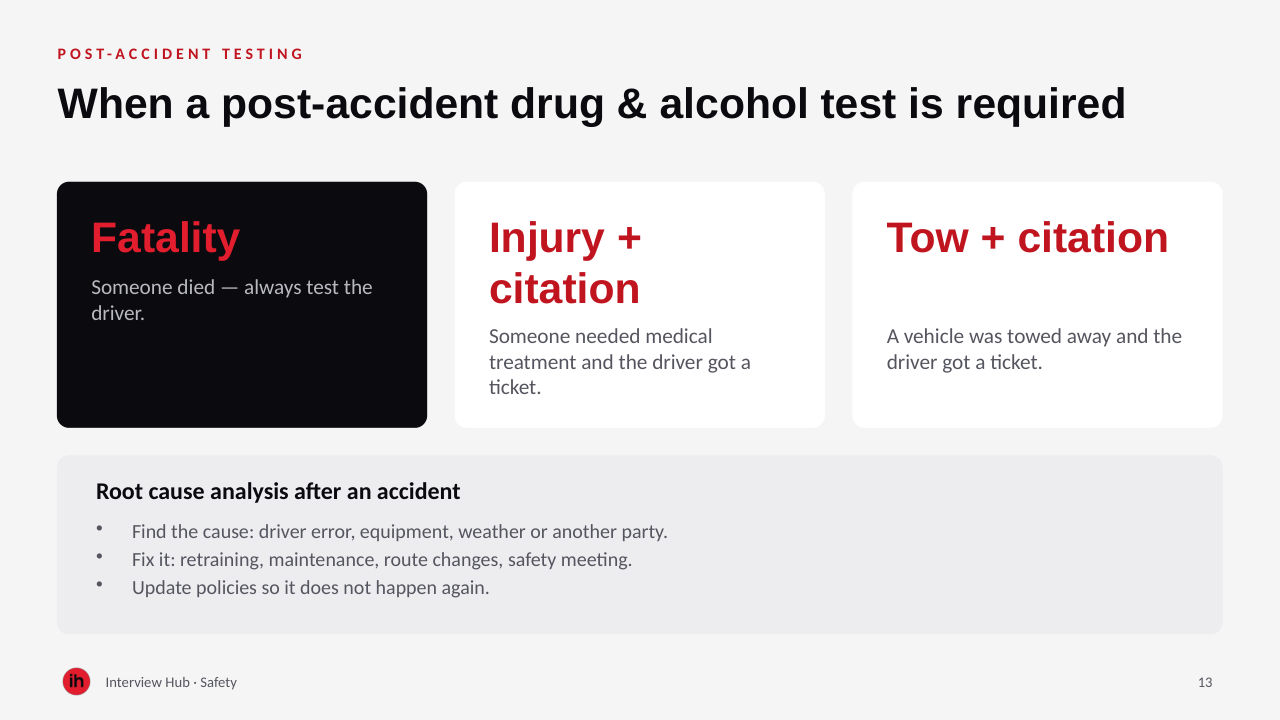 POST-ACCIDENT TESTING
When a post-accident drug & alcohol test is required
Fatality
Someone died — always test the
driver.
Injury +
citation
Someone needed medical
treatment and the driver got a
ticket.
Tow + citation
A vehicle was towed away and the
driver got a ticket.
Root cause analysis after an accident
• Find the cause: driver error, equipment, weather or another party.
• Fix it: retraining, maintenance, route changes, safety meeting.
• Update policies so it does not happen again.
ih
Interview Hub · Safety
13